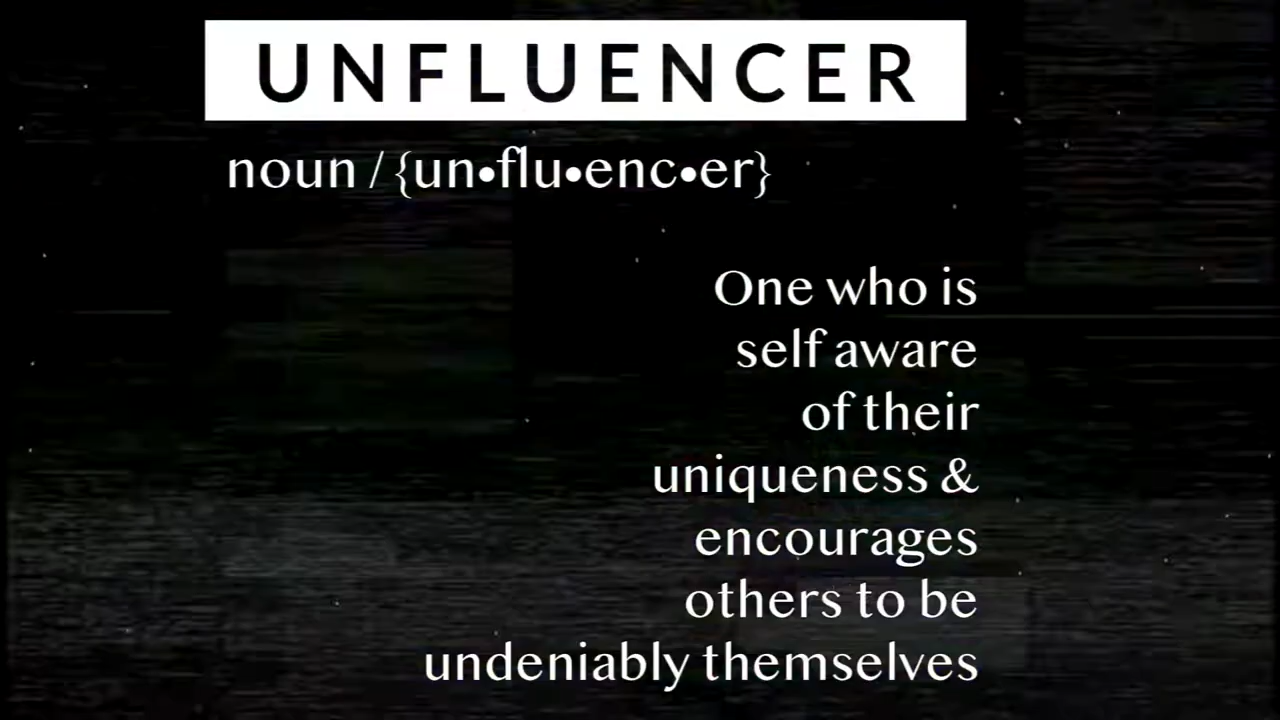 UNFLUENCER
noun / {un•flu•enc•er}
One who is
self aware
of their
uniqueness &
encourages
others to be
undeniably themselves